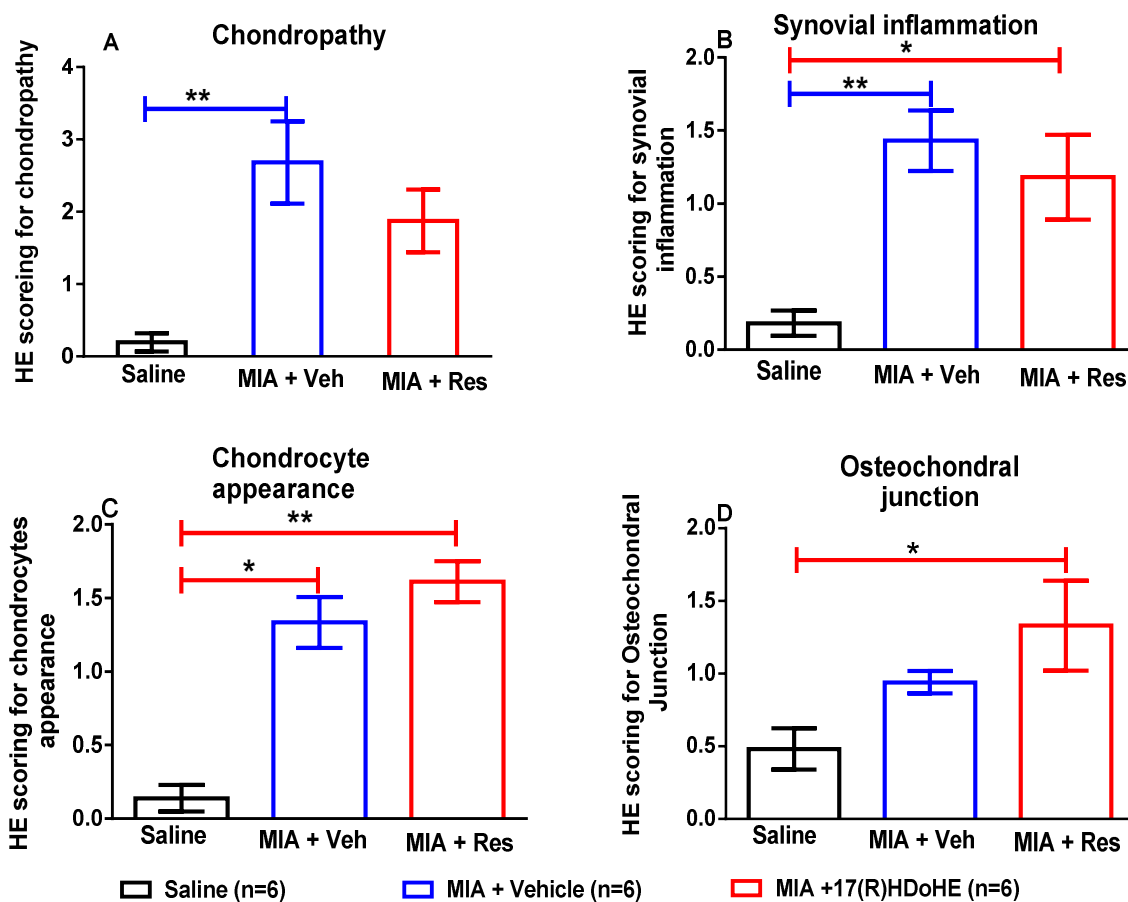 A
Chondropathy
HE scoreing for chondropathy
4
3
2
1
0
**
Saline
MIA + Veh
MIA + Res
B
Synovial inflammation
HE scoring for synovial
inflammation
2.0
1.5
1.0
0.5
0.0
*
**
Saline
MIA + Veh
MIA + Res
C
Chondrocyte
appearance
HE scoring for chondrocytes
appearance
2.0
1.5
1.0
0.5
0.0
**
*
Saline
MIA + Veh
MIA + Res
D
Osteochondral
junction
HE scoring for Osteochondral
Junction
2.0
1.5
1.0
0.5
0.0
*
Saline
MIA + Veh
MIA + Res
Saline (n=6)
MIA + Vehicle (n=6)
MIA +17(R)HDoHE (n=6)